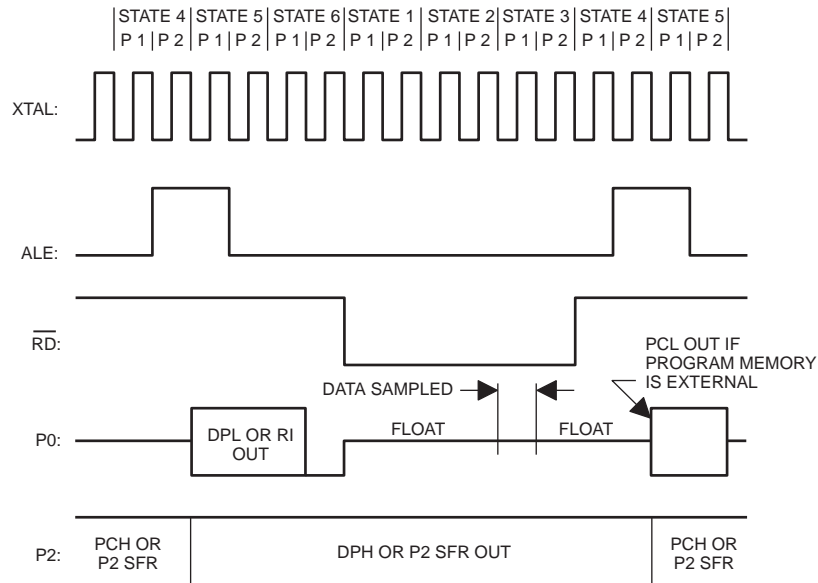 STATE 4 STATE 5 STATE 6 STATE 1 STATE 2 STATE 3 STATE 4 STATE 5
P 1 P 2 P 1 P 2 P 1 P 2 P 1 P 2 P 1 P 2 P 1 P 2 P 1 P 2 P 1 P 2
XTAL:
ALE:
RD:
PCL OUT IF
PROGRAM MEMORY
IS EXTERNAL
DATA SAMPLED
P0:
DPL OR RI
OUT
FLOAT
FLOAT
P2:
PCH OR
P2 SFR
DPH OR P2 SFR OUT
PCH OR
P2 SFR